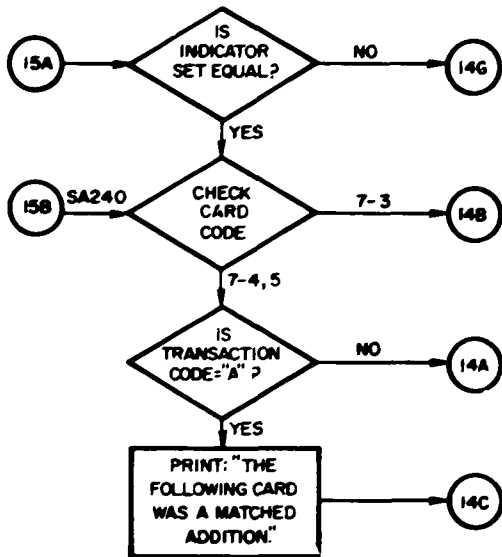 IS
INDICATOR
SET EQUAL?
15A
NO
14G
YES
15B
SA240
CHECK
CARD
CODE
7-3
14B
7-4, 5
IS
TRANSACTION
CODE="A" ?
NO
14A
YES
PRINT: "THE
FOLLOWING CARD
WAS A MATCHED
ADDITION."
14C